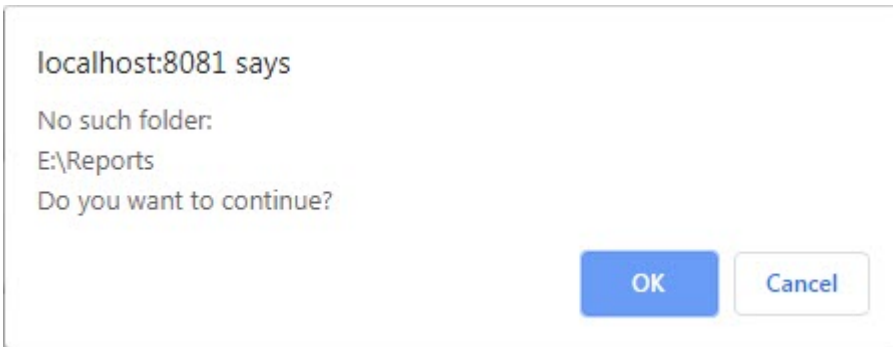 localhost:8081 says
No such folder:
E:\Reports
Do you want to continue?
OK
Cancel